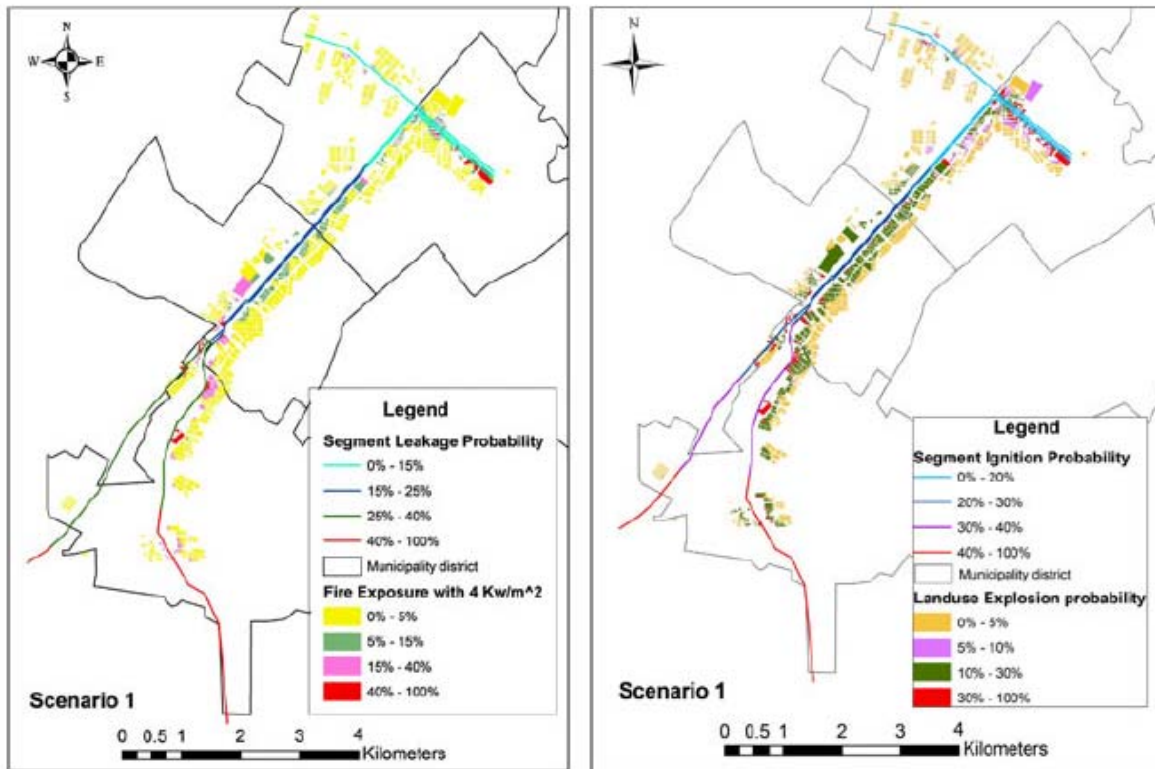 N
W E
S
Legend
Segment Leakage Probability
0% - 15%
15% - 25%
25% - 40%
40% - 100%
Municipality district
Fire Exposure with 4 Kw/m^2
0% - 5%
5% - 15%
15% - 40%
40% - 100%
Scenario 1
0 0.5 1 2 3 4
Kilometers
N
Legend
Segment Ignition Probability
0% - 20%
20% - 30%
30% - 40%
40% - 100%
Municipality district
Landuse Explosion probability
0% - 5%
5% - 10%
10% - 30%
30% - 100%
Scenario 1
0 0.5 1 2 3 4
Kilometers